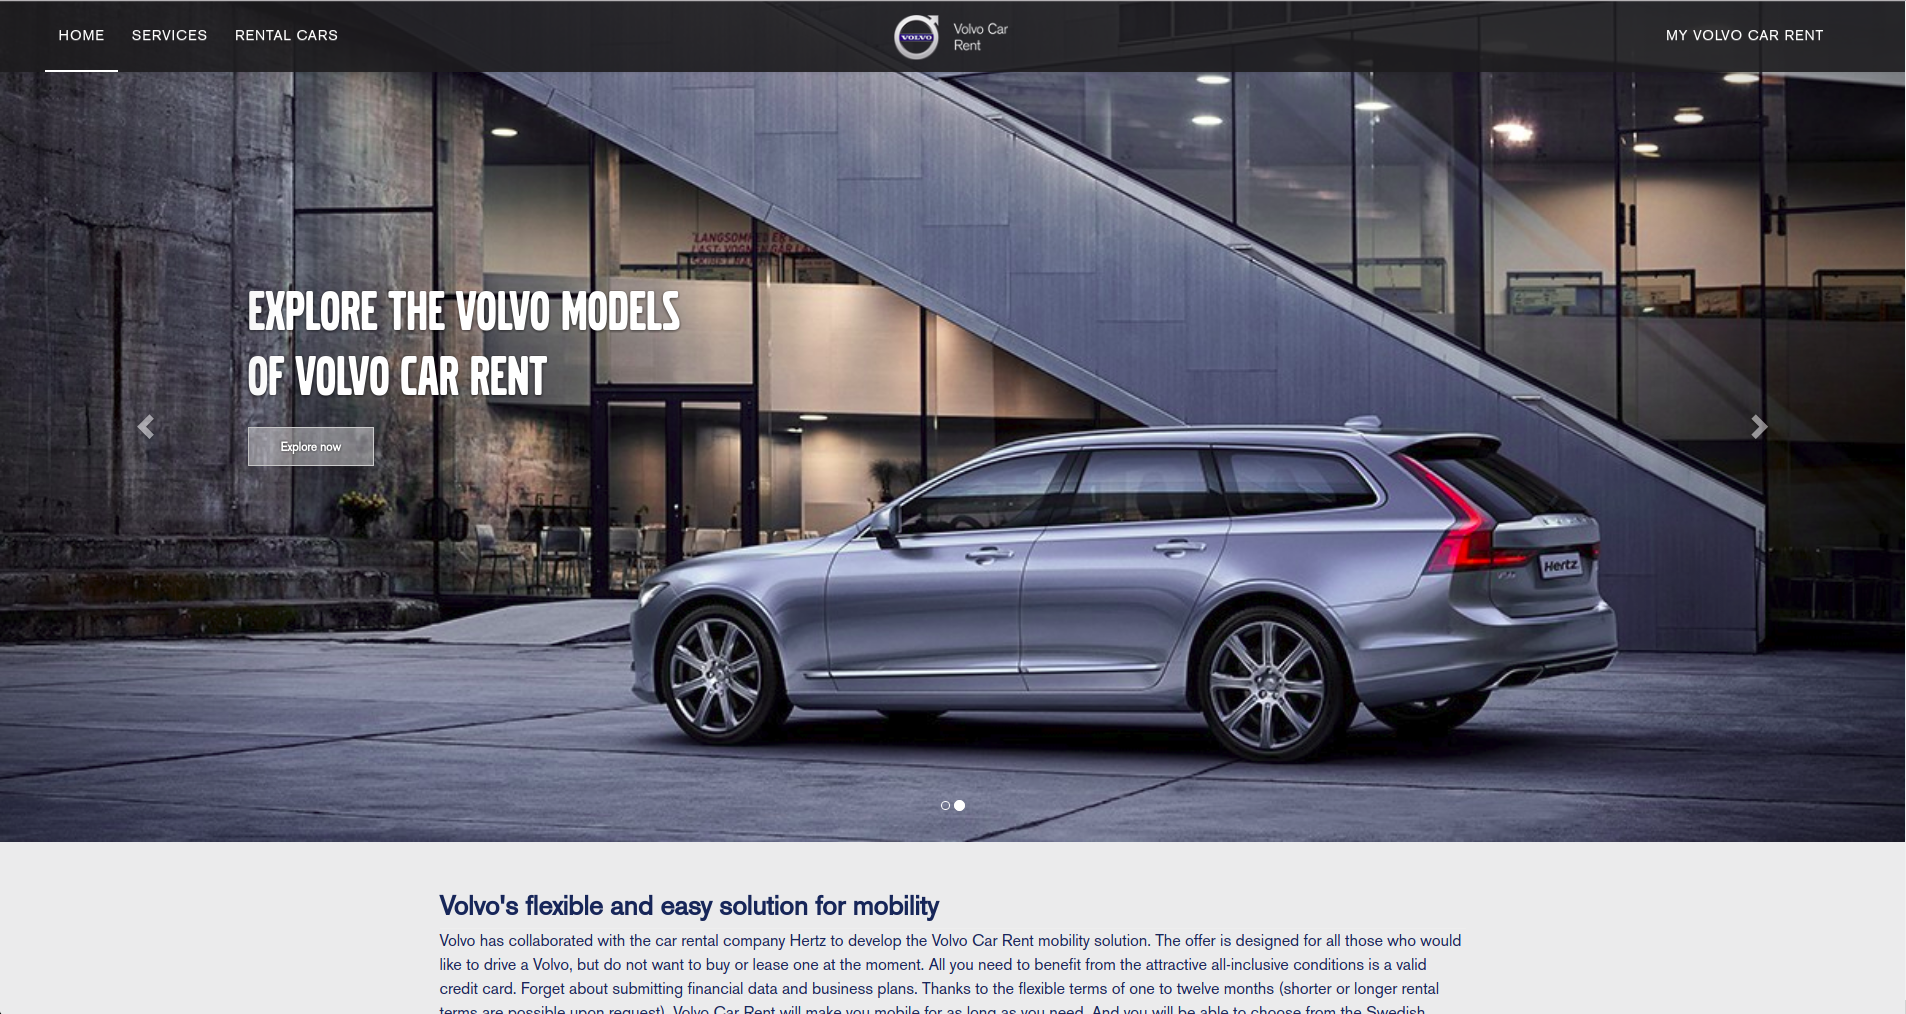 HOME SERVICES RENTAL CARS
VOLVO
Volvo Car
Rent
MY VOLVO CAR RENT
EXPLORE THE VOLVO MODELS
OF VOLVO CAR RENT
Explore now
Hertz
Volvo's flexible and easy solution for mobility
Volvo has collaborated with the car rental company Hertz to develop the Volvo Car Rent mobility solution. The offer is designed for all those who would
like to drive a Volvo, but do not want to buy or lease one at the moment. All you need to benefit from the attractive all-inclusive conditions is a valid
credit card. Forget about submitting financial data and business plans. Thanks to the flexible terms of one to twelve months (shorter or longer rental
terms are possible upon request), Volvo Car Rent will make you mobile for as long as you need. And you will be able to choose from the Swedish